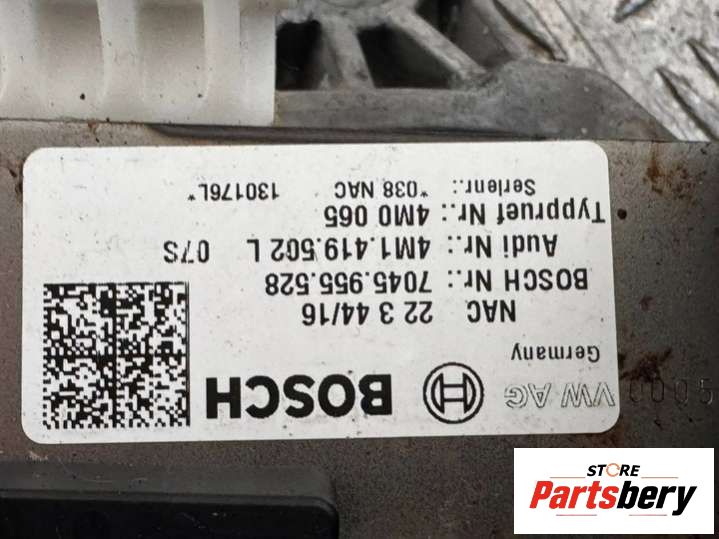 VW AG
BOSCH
Germany
NAC 22 3 44/16
BOSCH Nr.: 7045.955.528
Audi Nr.: 4M1.419.502 L 07S
Typpruef Nr.: 4M0 065
Serienr.: *038 NAC 130176L*
0005
STORE
Partsbery